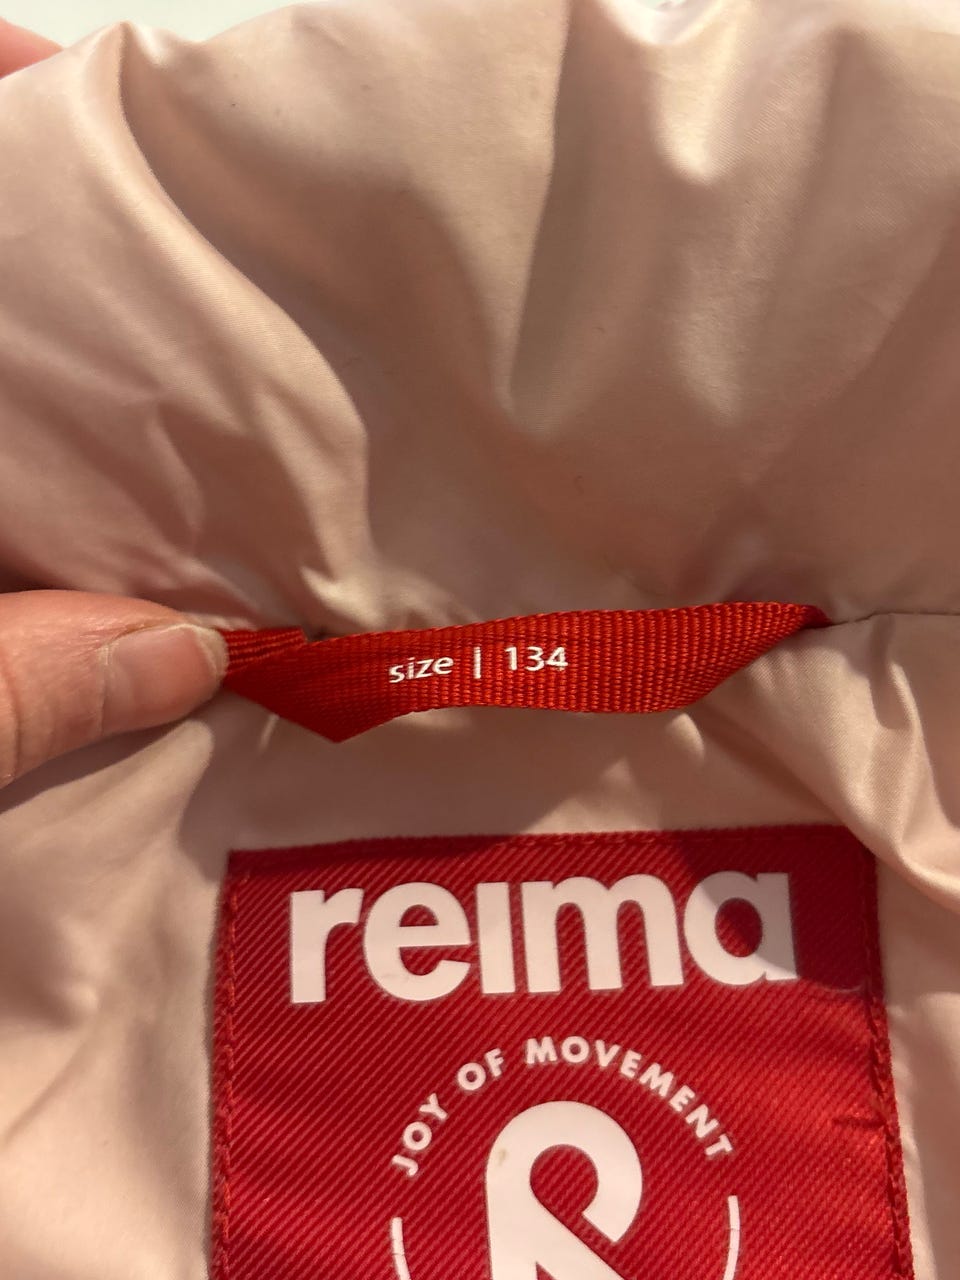 size | 134
reima
JOY OF MOVEMENT